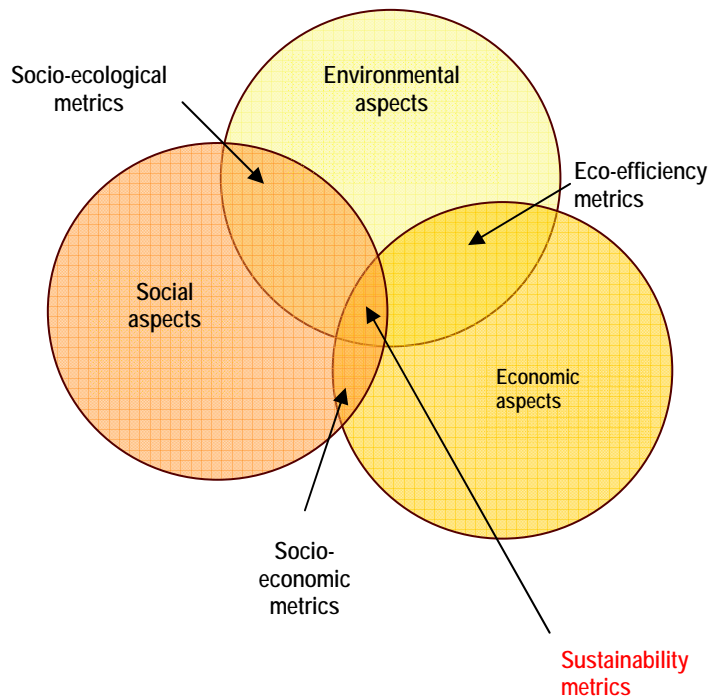 Socio-ecological
metrics
Environmental
aspects
Eco-efficiency
metrics
Social
aspects
Economic
aspects
Socio-
economic
metrics
Sustainability
metrics